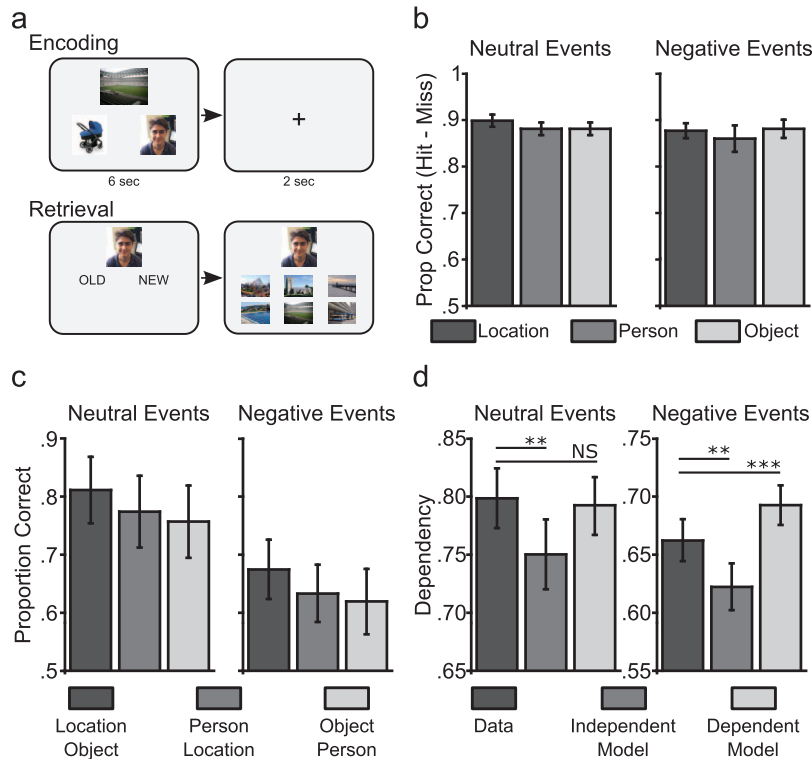 a
Encoding
+
6 sec
2 sec
Retrieval
OLD NEW
b
Neutral Events Negative Events
Prop Correct (Hit - Miss)
1
.9
.8
.7
.6
.5
Location Person Object
c
Neutral Events Negative Events
Proportion Correct
.9
.8
.7
.6
.5
Location Object
Person Location
Object Person
d
Neutral Events Negative Events
Dependency
.85
.80
.75
.70
.65
** NS
.75
.70
.65
.60
.55
** ***
Data
Independent Model
Dependent Model